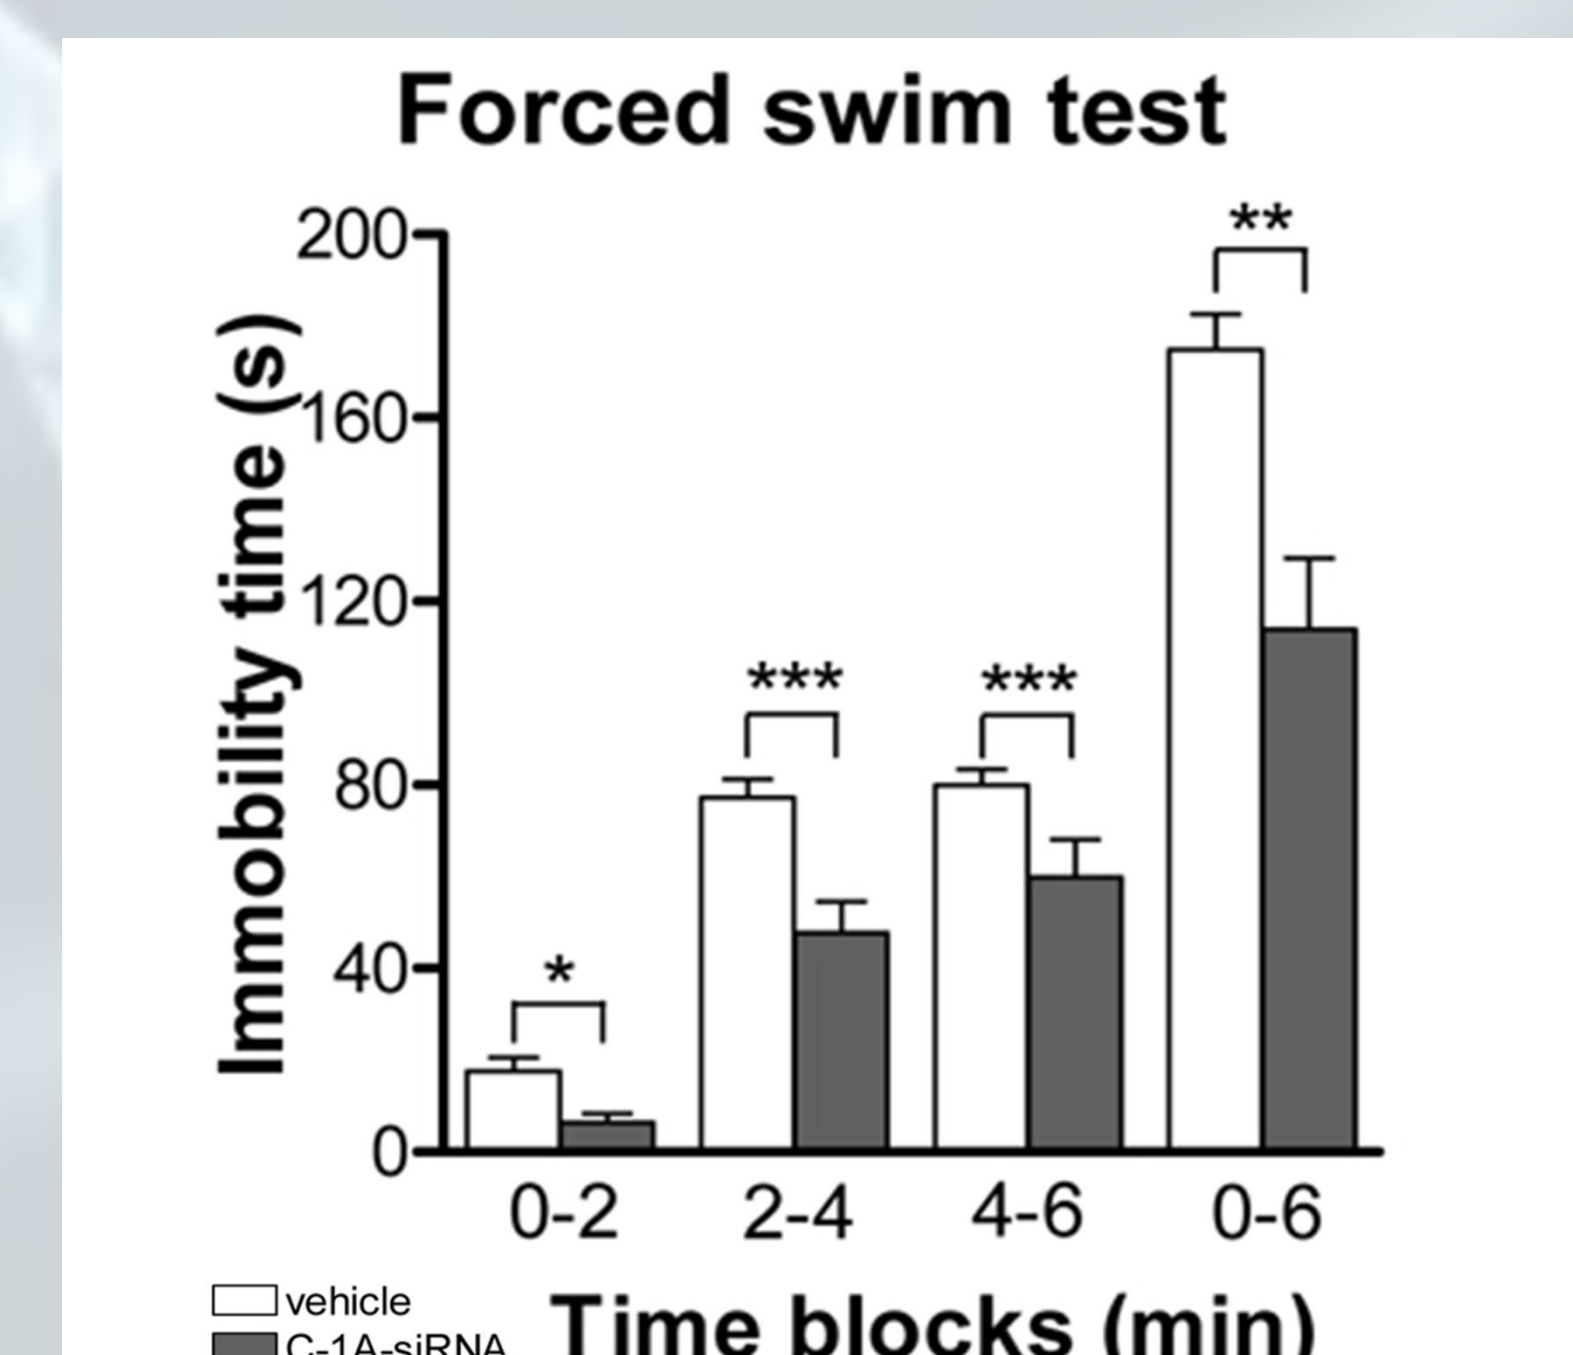 Forced swim test
200
**
160
120
***
***
80
40
*
0
Immobility time (s)
0-2
2-4
4-6
0-6
vehicle
C-1A-siRNA
Time blocks (min)